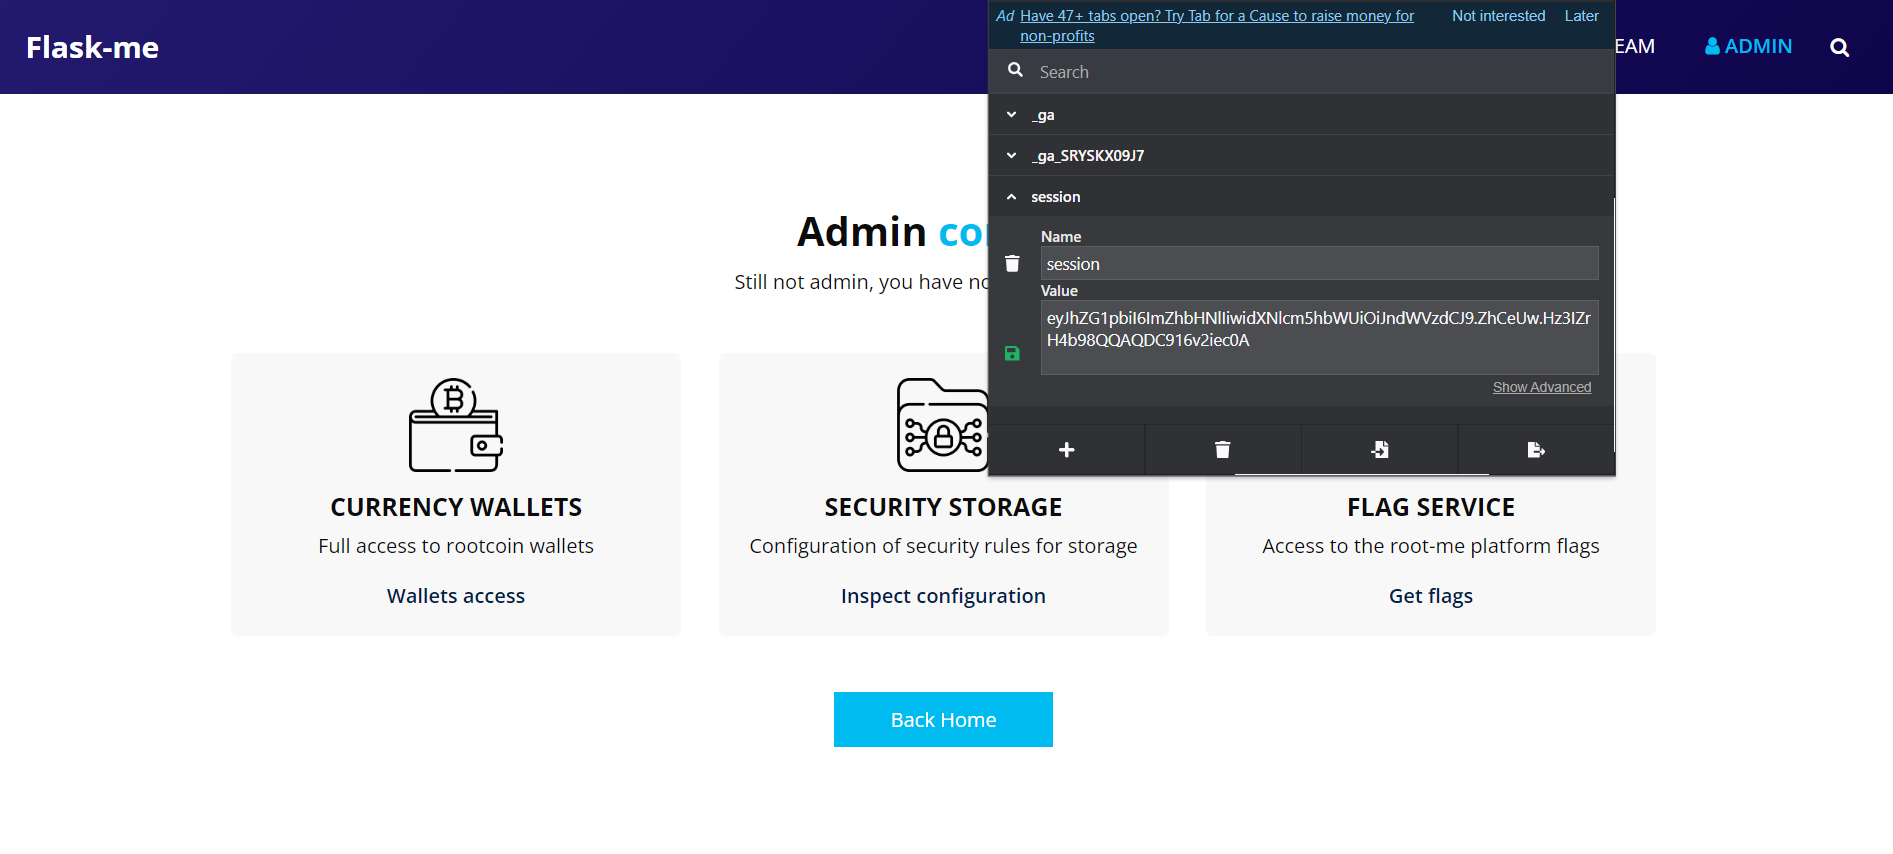 Flask-me
EAM
ADMIN
Ad Have 47+ tabs open? Try Tab for a Cause to raise money for
non-profits
Not interested
Later
Search
_ga
_ga_SRYSKX09J7
session
Name
session
Value
eyJhZG1pbiI6ImZhbHNlIiwidXNlcm5hbWUiOiJndWVzdCJ9.ZhCeUw.Hz3IZr
H4b98QQAQDC916v2iec0A
Show Advanced
Admin co
Still not admin, you have no
CURRENCY WALLETS
Full access to rootcoin wallets
Wallets access
SECURITY STORAGE
Configuration of security rules for storage
Inspect configuration
FLAG SERVICE
Access to the root-me platform flags
Get flags
Back Home